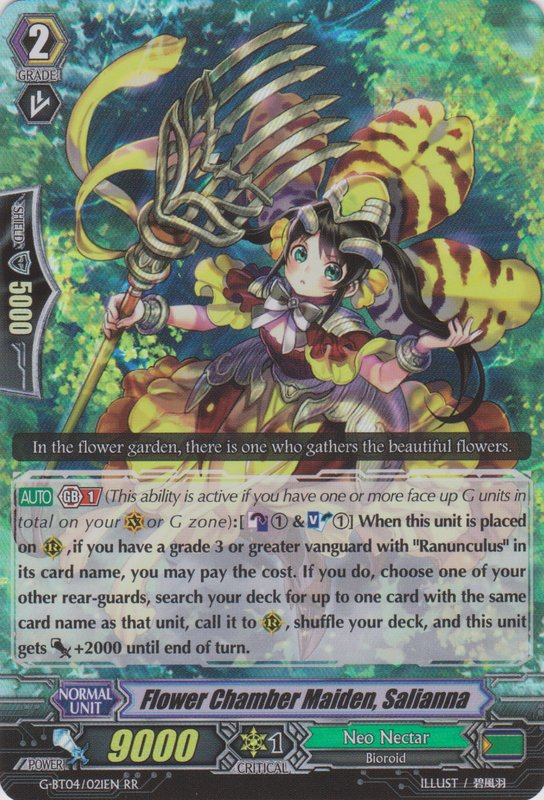 2
GRADE
SHIELD
5000
In the flower garden, there is one who gathers the beautiful flowers.
AUTO GB 1 (This ability is active if you have one or more face up G units in
total on your V or G zone):[ ① & V ①] When this unit is placed
on R , if you have a grade 3 or greater vanguard with "Ranunculus" in
its card name, you may pay the cost. If you do, choose one of your
other rear-guards, search your deck for up to one card with the same
card name as that unit, call it to R , shuffle your deck, and this unit
gets +2000 until end of turn.
NORMAL
UNIT
Flower Chamber Maiden, Salianna
POWER
9000
1
CRITICAL
Neo Nectar
Bioroid
G-BT04/021EN RR
ILLUST / 碧風羽